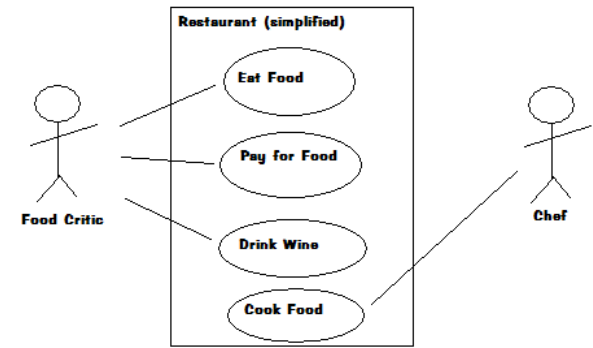 Restaurant (simplified)
Eat Food
Pay for Food
Food Critic
Chef
Drink Wine
Cook Food